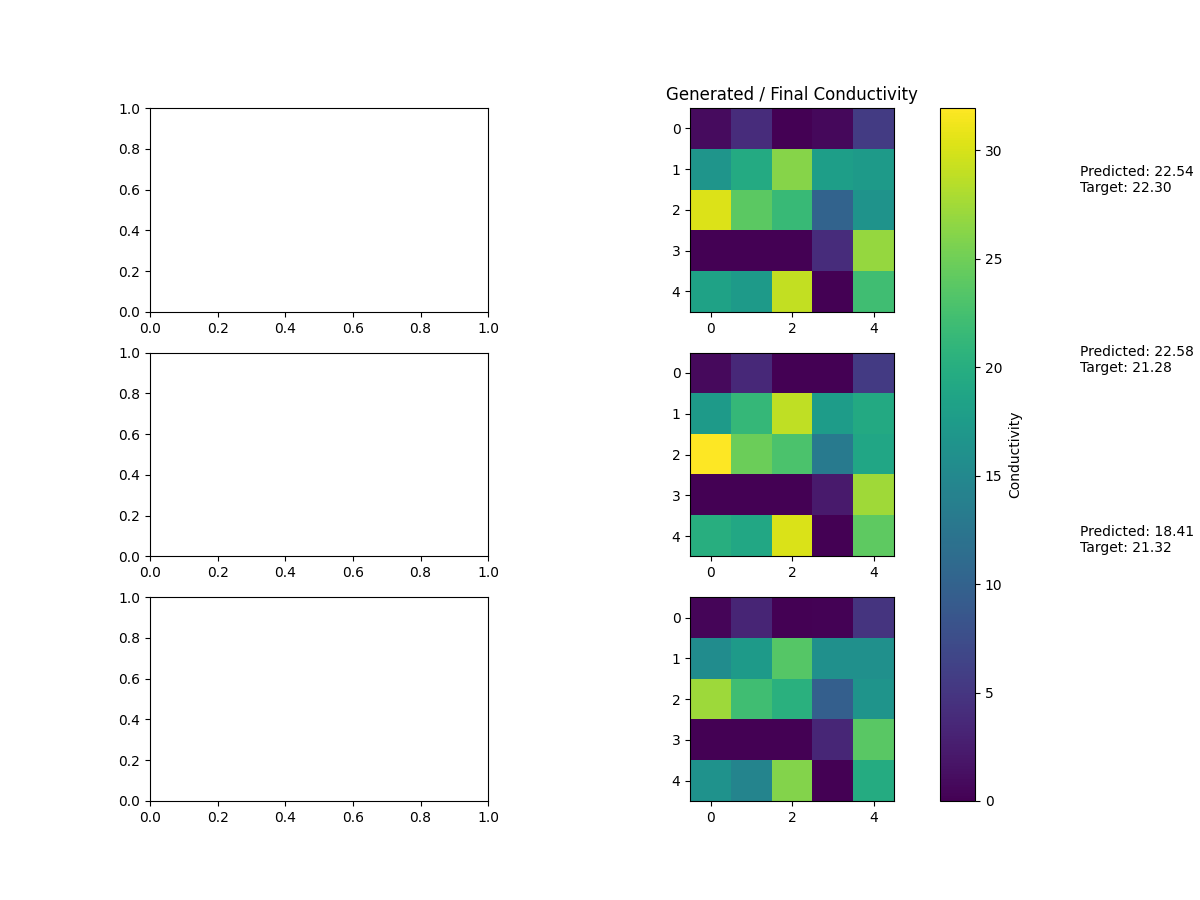 Generated / Final Conductivity
1.0
0.8
0.6
0.4
0.2
0.0
0.0 0.2 0.4 0.6 0.8 1.0
0
1
2
3
4
0 2 4
Predicted: 22.54
Target: 22.30
1.0
0.8
0.6
0.4
0.2
0.0
0.0 0.2 0.4 0.6 0.8 1.0
0
1
2
3
4
0 2 4
Predicted: 22.58
Target: 21.28
1.0
0.8
0.6
0.4
0.2
0.0
0.0 0.2 0.4 0.6 0.8 1.0
0
1
2
3
4
0 2 4
Predicted: 18.41
Target: 21.32
30
25
20
15
10
5
0
Conductivity